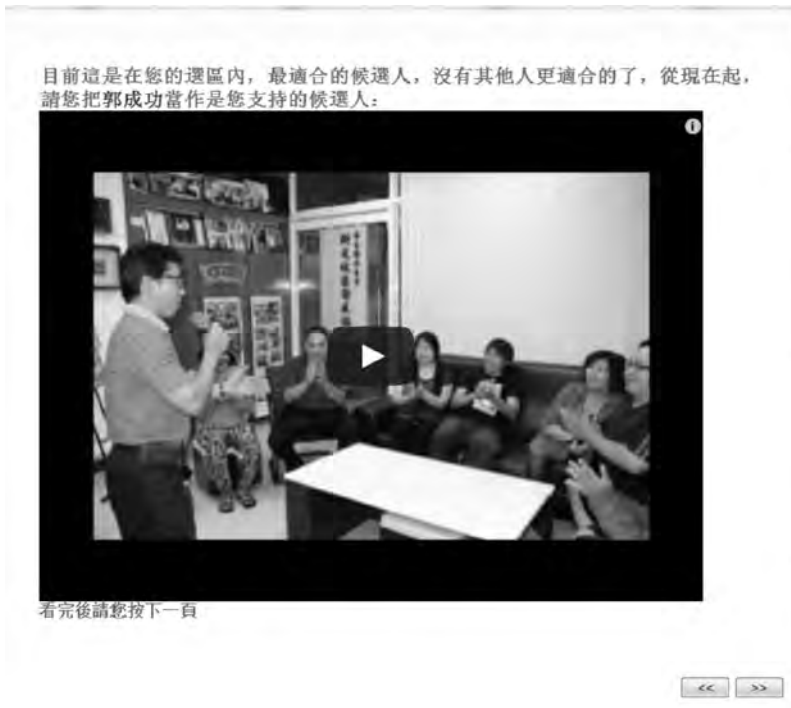 目前這是在您的選區內，最適合的候選人，沒有其他人更適合的了，從現在起，
請您把郭成功當作是您支持的候選人：
看完後請您按下一頁
<< >>